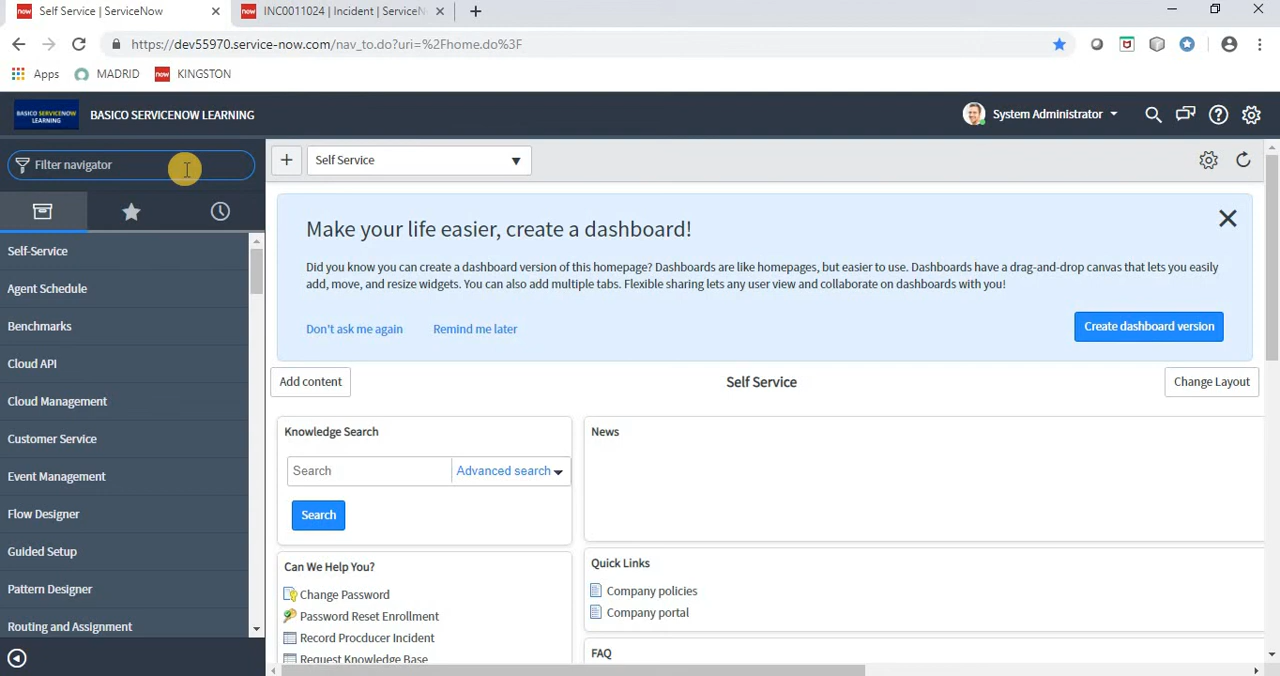 Self Service | ServiceNow
INC0011024 | Incident | ServiceN
https://dev55970.service-now.com/nav_to.do?uri=%2Fhome.do%3F
Apps MADRID now KINGSTON
BASICO SERVICENOW LEARNING
BASICO SERVICENOW LEARNING
System Administrator
Filter navigator
Self Service
Self-Service
Agent Schedule
Benchmarks
Cloud API
Cloud Management
Customer Service
Event Management
Flow Designer
Guided Setup
Pattern Designer
Routing and Assignment
Make your life easier, create a dashboard!
Did you know you can create a dashboard version of this homepage? Dashboards are like homepages, but easier to use. Dashboards have a drag-and-drop canvas that lets you easily
add, move, and resize widgets. You can also add multiple tabs. Flexible sharing lets any user view and collaborate on dashboards with you!
Don't ask me again Remind me later Create dashboard version
Add content Self Service Change Layout
Knowledge Search
Search Advanced search
Search
Can We Help You?
Change Password
Password Reset Enrollment
Record Procducer Incident
Request Knowledge Base
News
Quick Links
Company policies
Company portal
FAQ